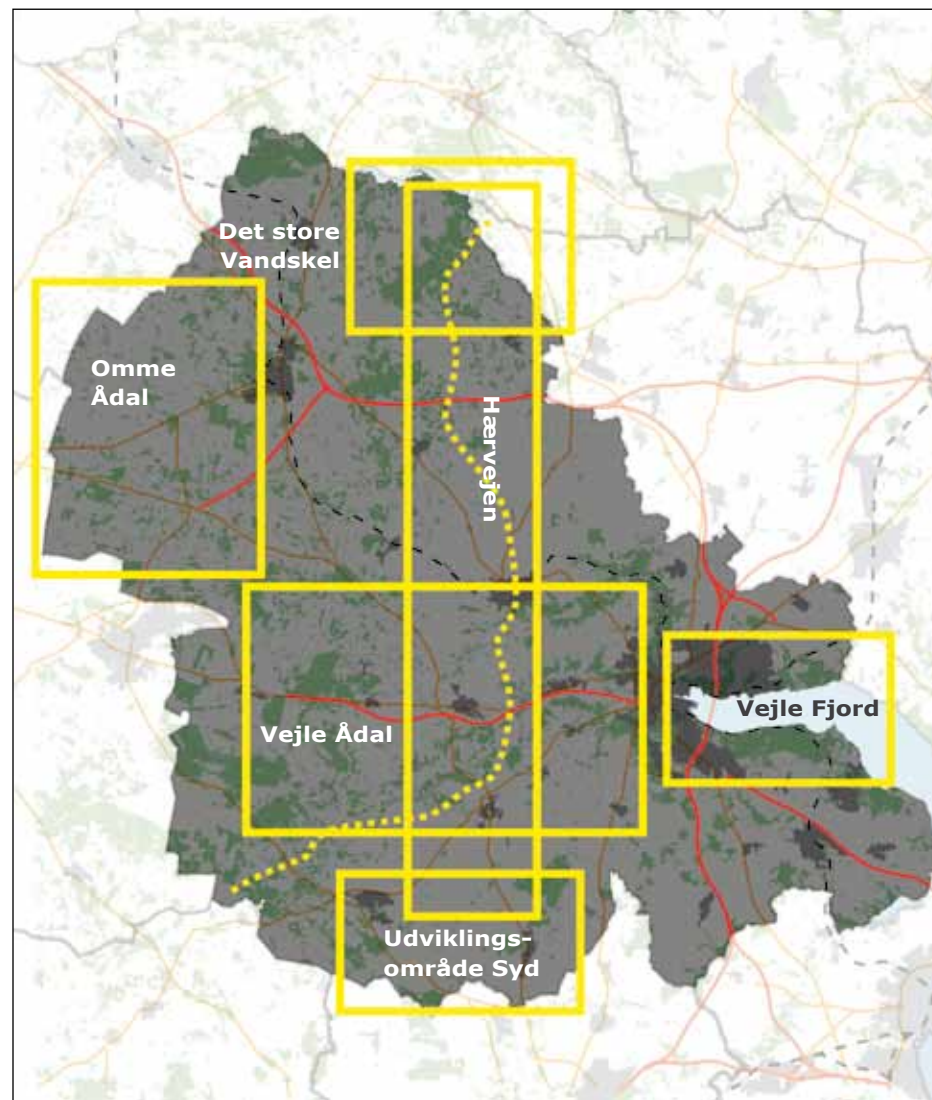 Det store
Vandskel
Omme
Ådal
Hærvejen
Vejle Ådal
Vejle Fjord
Udviklings-
område Syd